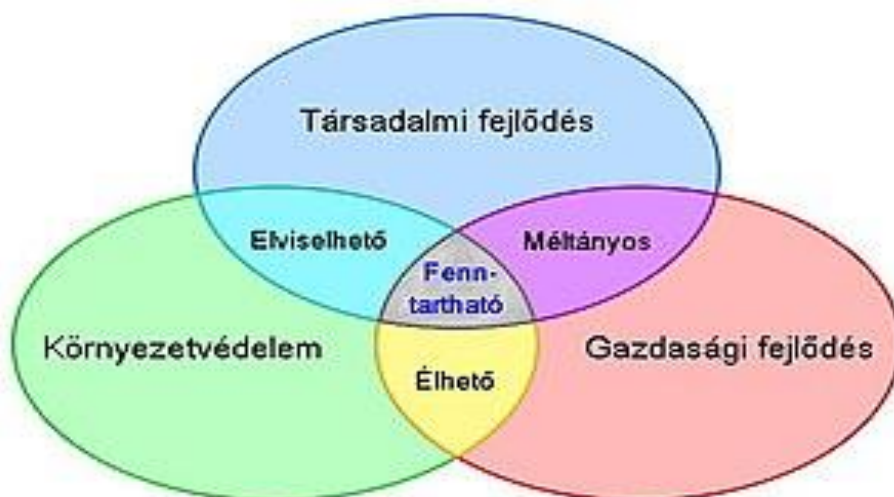 Társadalmi fejlődés
Elviselhető
Méltányos
Fenn-
tartható
Környezetvédelem
Gazdasági fejlődés
Élhető